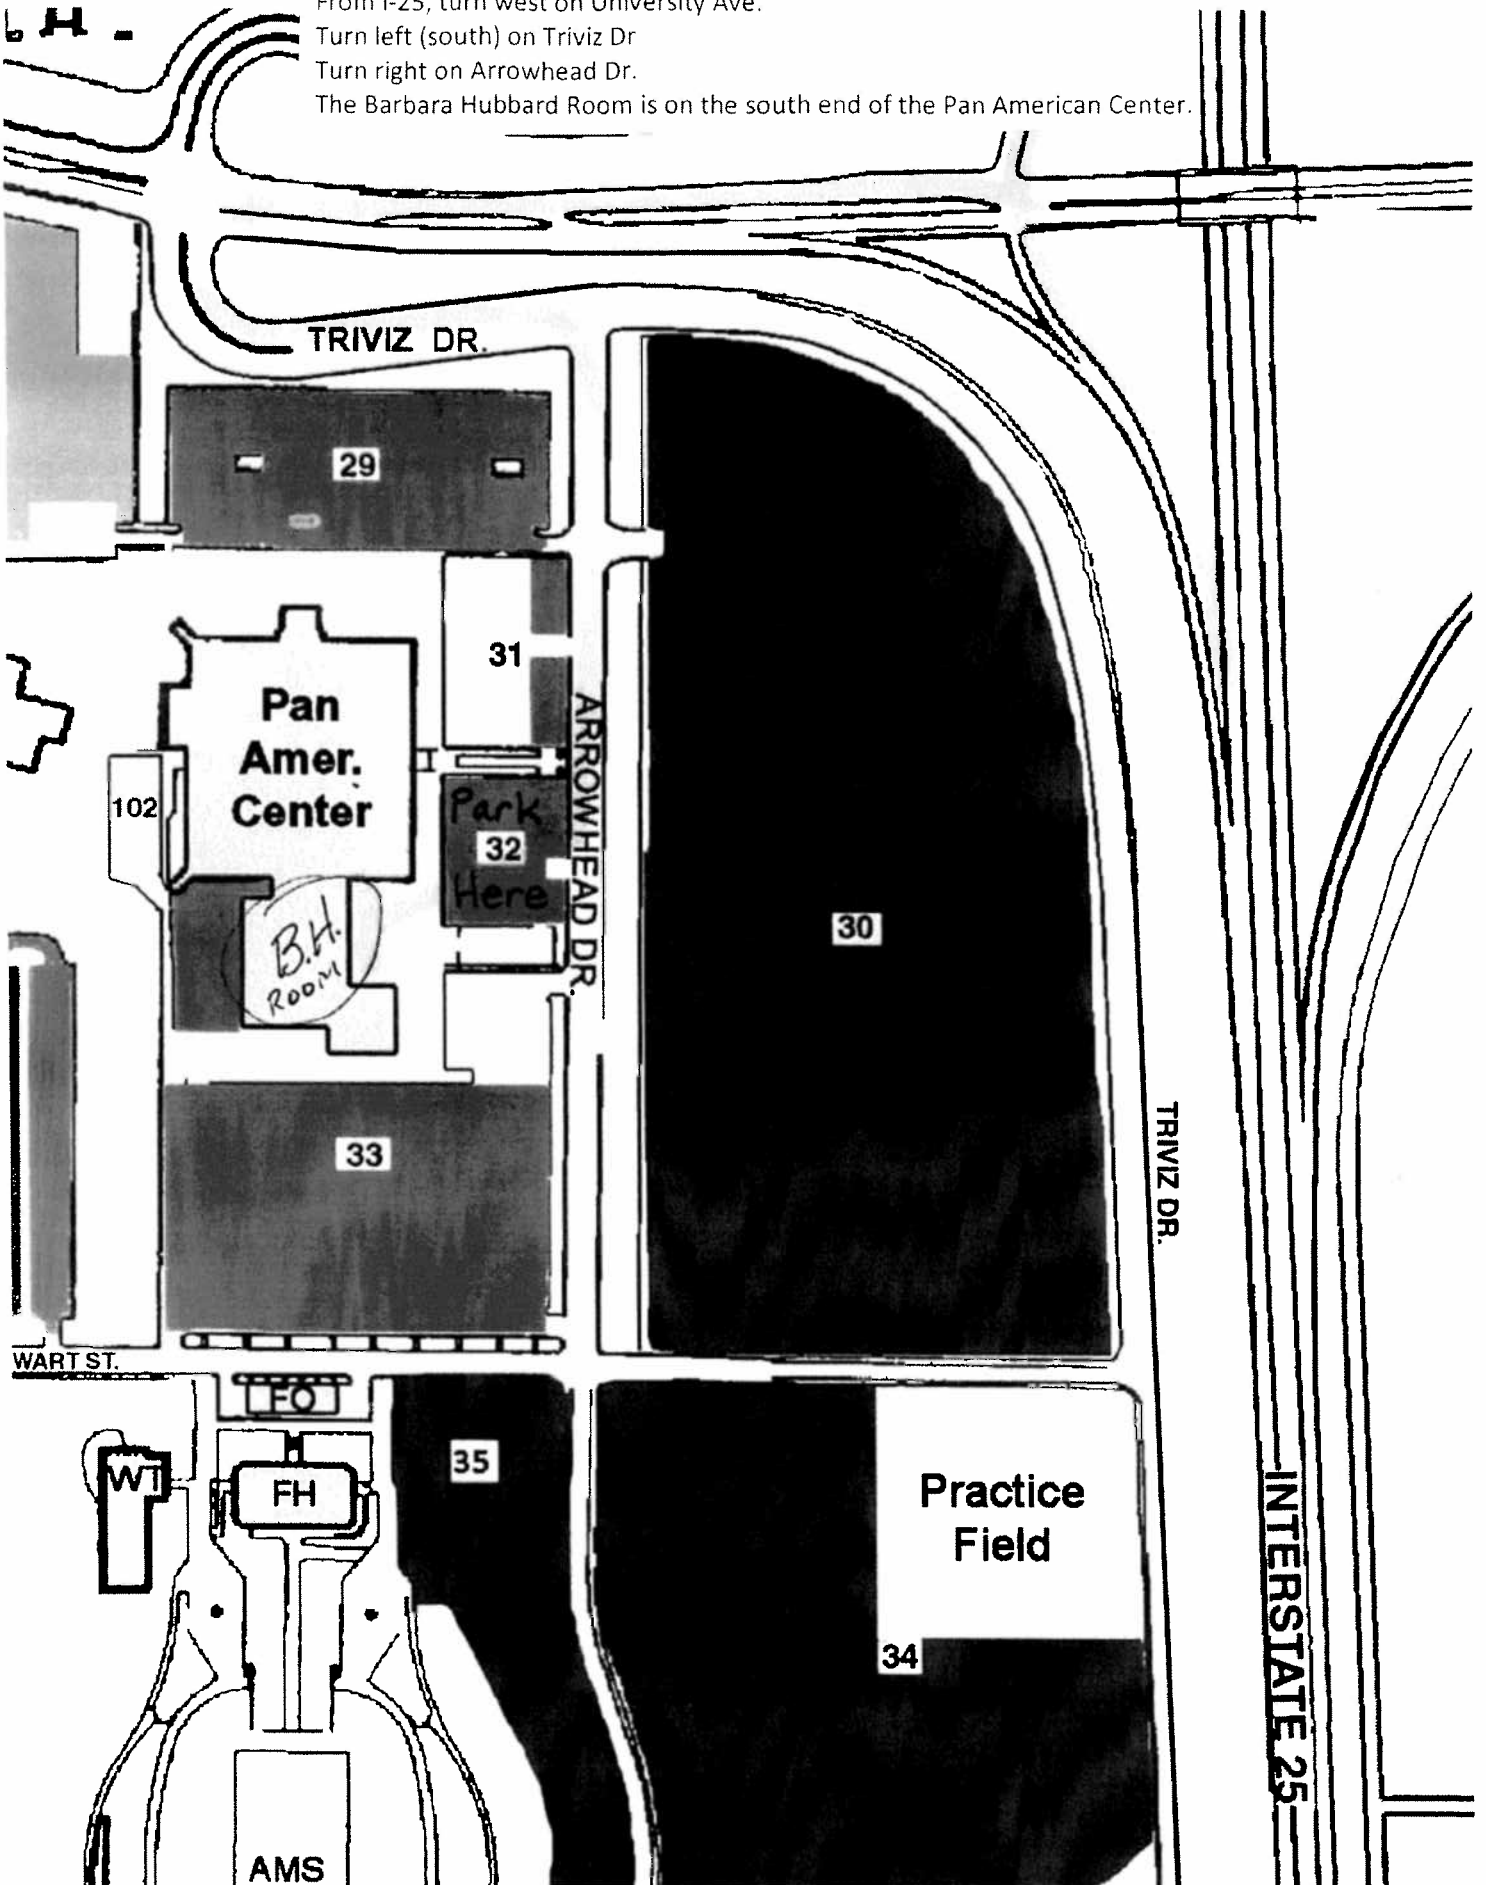 From I-25, turn west on University Ave.
Turn left (south) on Triviz Dr
Turn right on Arrowhead Dr.
The Barbara Hubbard Room is on the south end of the Pan American Center.
TRIVIZ DR.
29
31
Pan
Amer.
Center
102
ARROWHEAD DR
Park
32
Here
B.H.
ROOM
30
33
TRIVIZ DR.
WART ST.
FO
35
WT
FH
Practice
Field
34
INTERSTATE 25
AMS